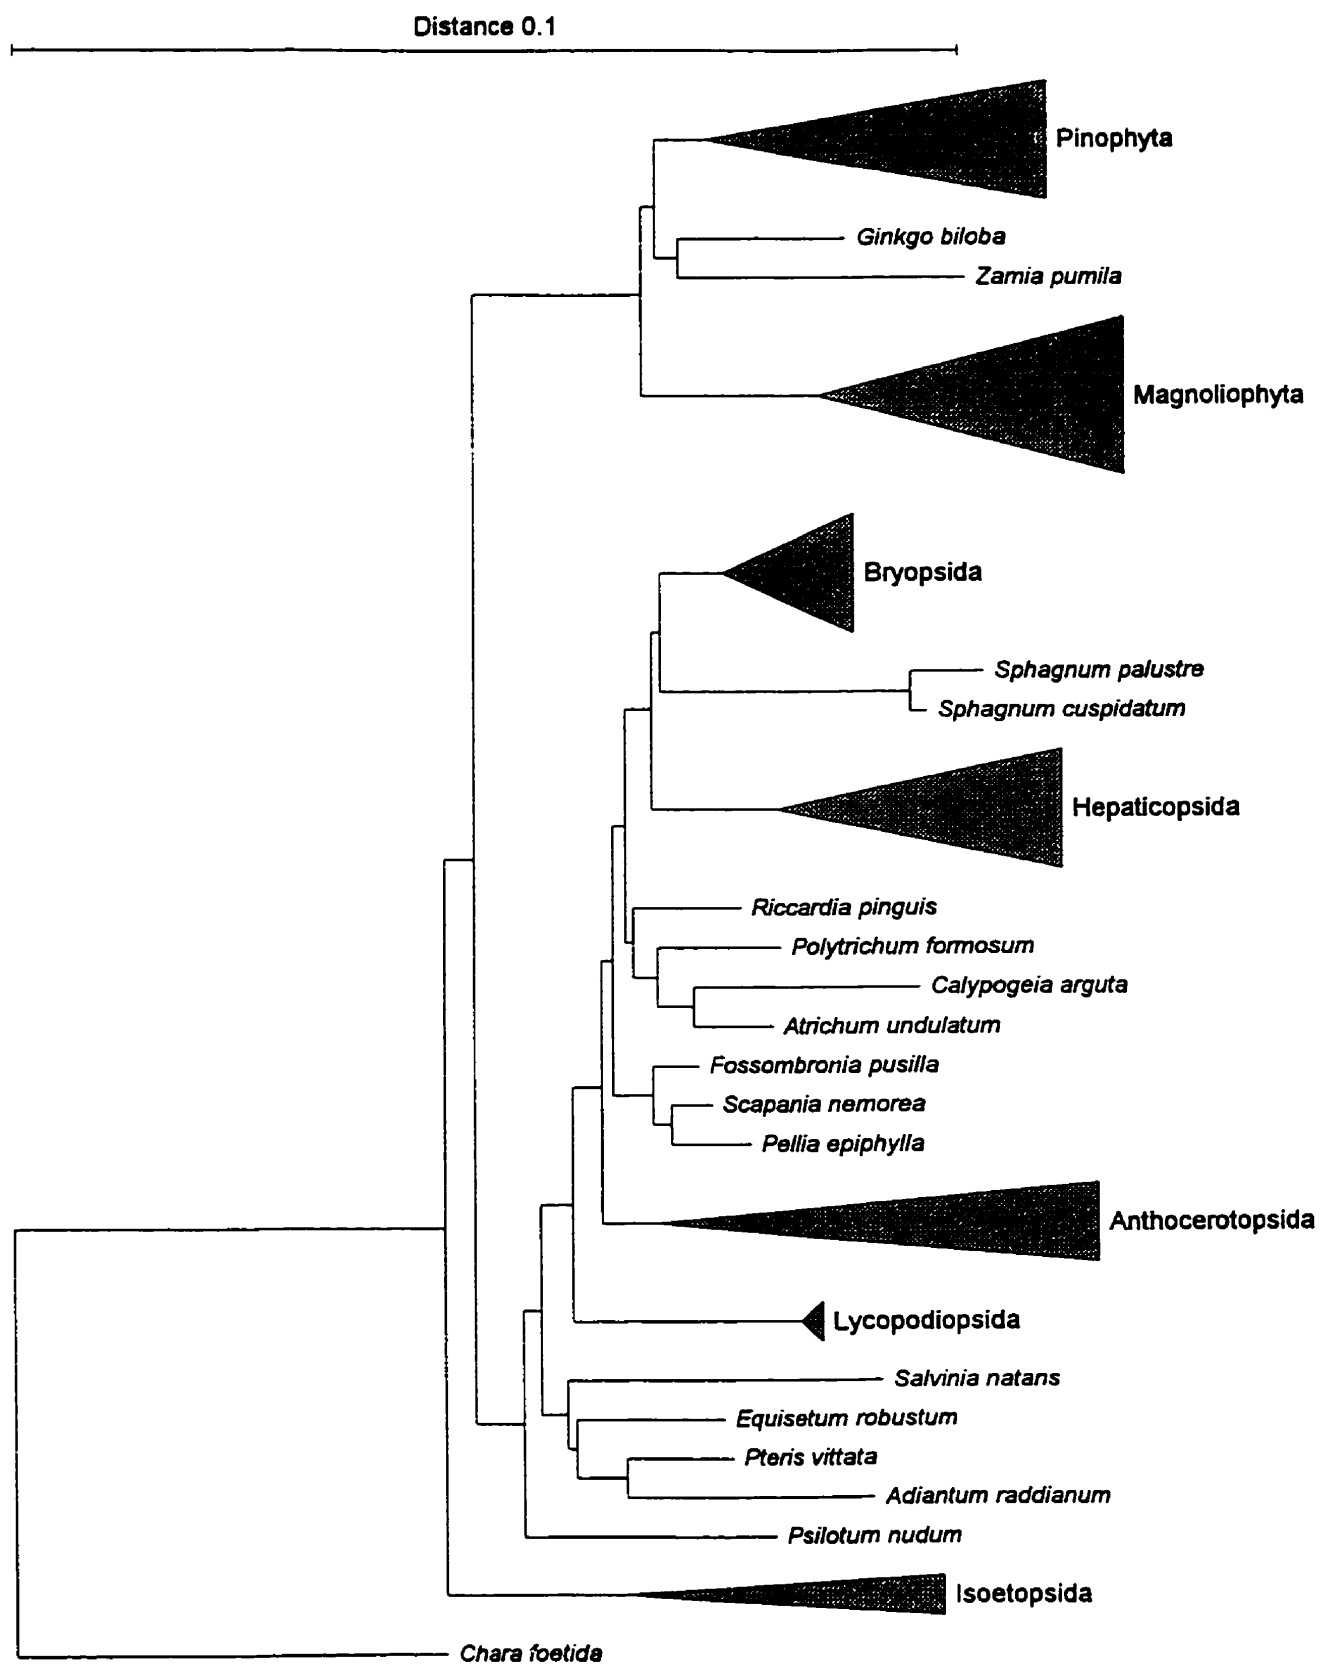 Distance 0.1
Pinophyta
Ginkgo biloba
Zamia pumila
Magnoliophyta
Bryopsida
Sphagnum palustre
Sphagnum cuspidatum
Hepaticopsida
Riccardia pinguis
Polytrichum formosum
Calypogeia arguta
Atrichum undulatum
Fossombronia pusilla
Scapania nemorea
Pellia epiphylla
Anthocerotopsida
Lycopodiopsida
Salvinia natans
Equisetum robustum
Pteris vittata
Adiantum raddianum
Psilotum nudum
Isoetopsida
Chara foetida